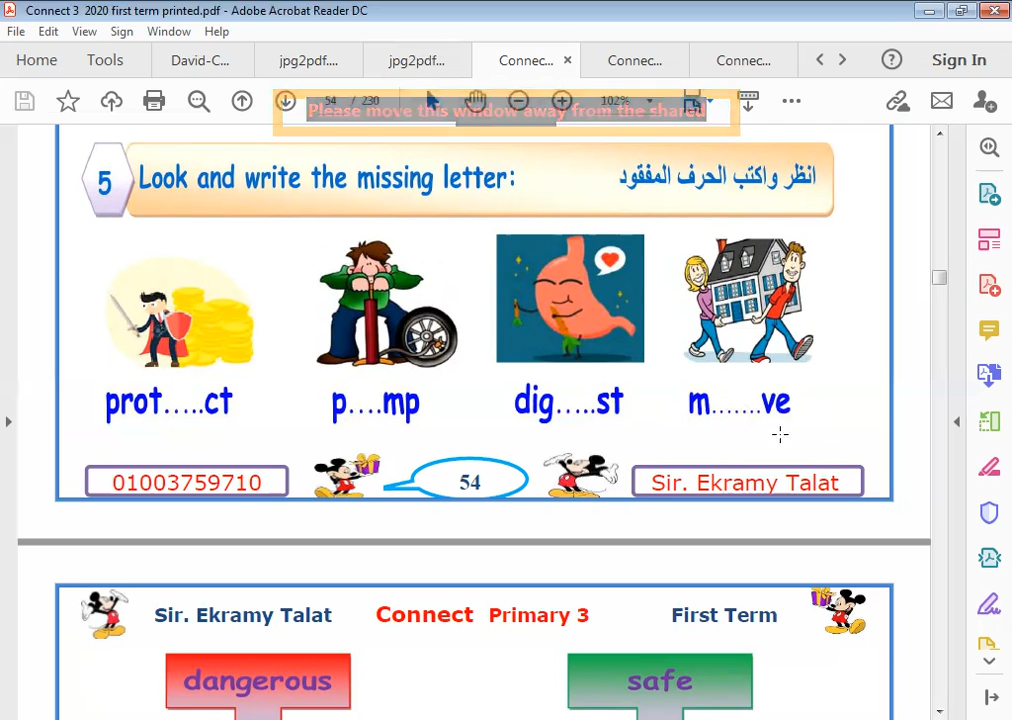 Connect 3  2020 first term printed.pdf - Adobe Acrobat Reader DC
File Edit View Sign Window Help
Home Tools David-C... jpg2pdf.... jpg2pdf.... Connec... × Connec... Connec... Sign In
54 / 230 102%
Please move this window away from the shared
5 Look and write the missing letter: انظر واكتب الحرف المفقود
prot.....ct p....mp dig.....st m.......ve
01003759710 54 Sir. Ekramy Talat
Sir. Ekramy Talat Connect Primary 3 First Term
dangerous safe